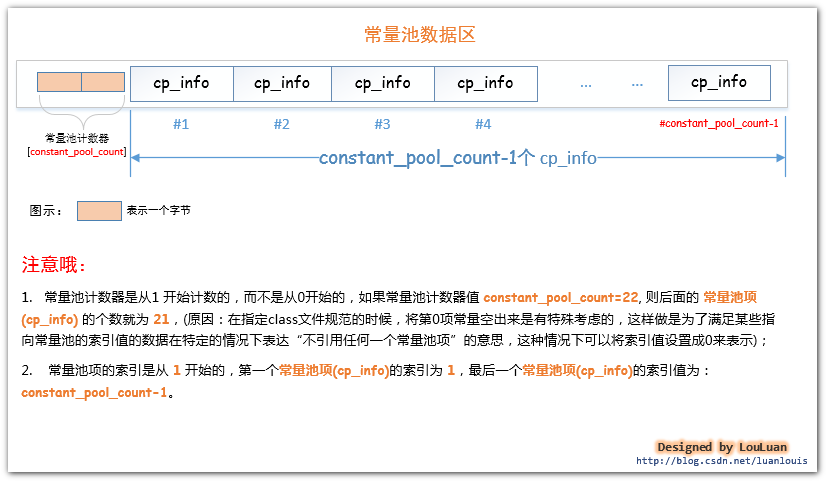 常量池数据区
cp_info cp_info cp_info cp_info ... ... cp_info
#1 #2 #3 #4 #constant_pool_count-1
常量池计数器
[constant_pool_count]
constant_pool_count-1个 cp_info
图示： 表示一个字节
注意哦：
1. 常量池计数器是从1 开始计数的，而不是从0开始的，如果常量池计数器值 constant_pool_count=22, 则后面的 常量池项
(cp_info) 的个数就为 21，(原因：在指定class文件规范的时候，将第0项常量空出来是有特殊考虑的，这样做是为了满足某些指
向常量池的索引值的数据在特定的情况下表达“不引用任何一个常量池项”的意思，这种情况下可以将索引值设置成0来表示)；
2. 常量池项的索引是从 1 开始的，第一个常量池项(cp_info)的索引为 1，最后一个常量池项(cp_info)的索引值为：
constant_pool_count-1。
Designed by LouLuan
http://blog.csdn.net/luanlouis